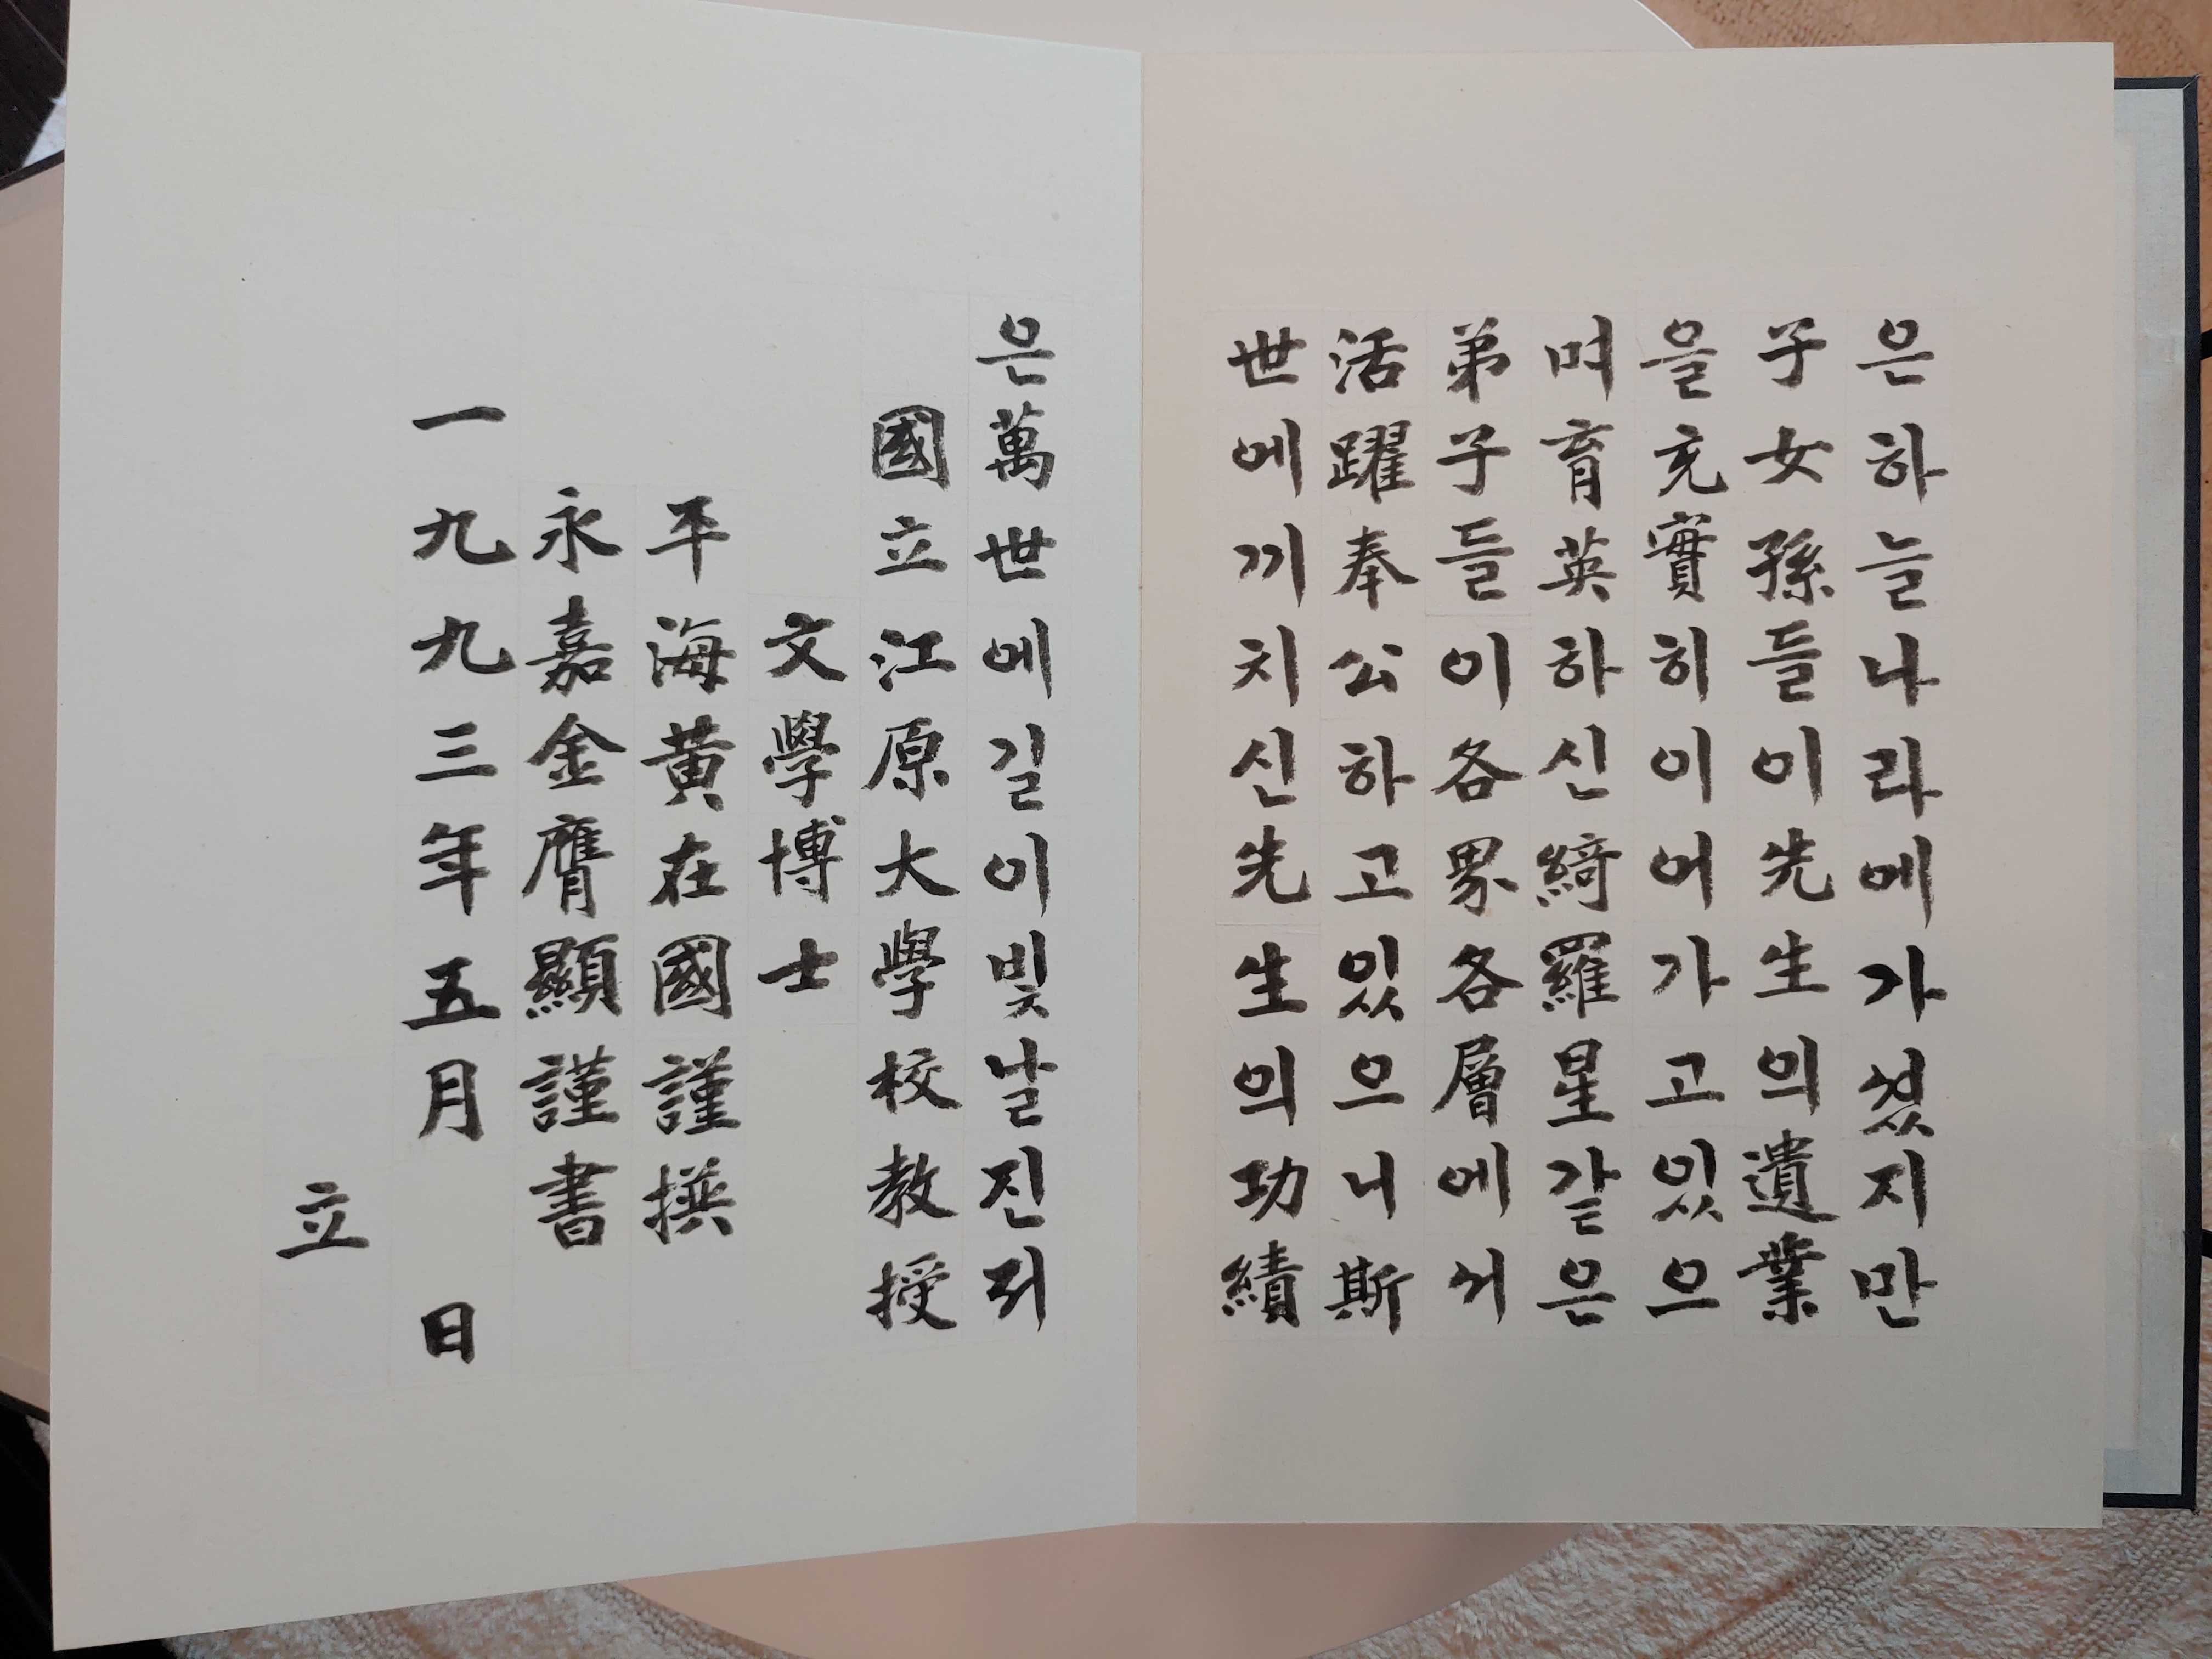 은하늘나라에가셨지만
子女孫들이先生의遺業
을充實히이어가고있으
며育英하신綺羅星같은
弟子들이各界各層에서
活躍奉公하고있으니斯
世에끼치신先生의功績
은萬世에길이빛날진저
國立江原大學校敎授
文學博士
平海黃在國謹撰
永嘉金膺顯謹書
一九九三年五月 日
立